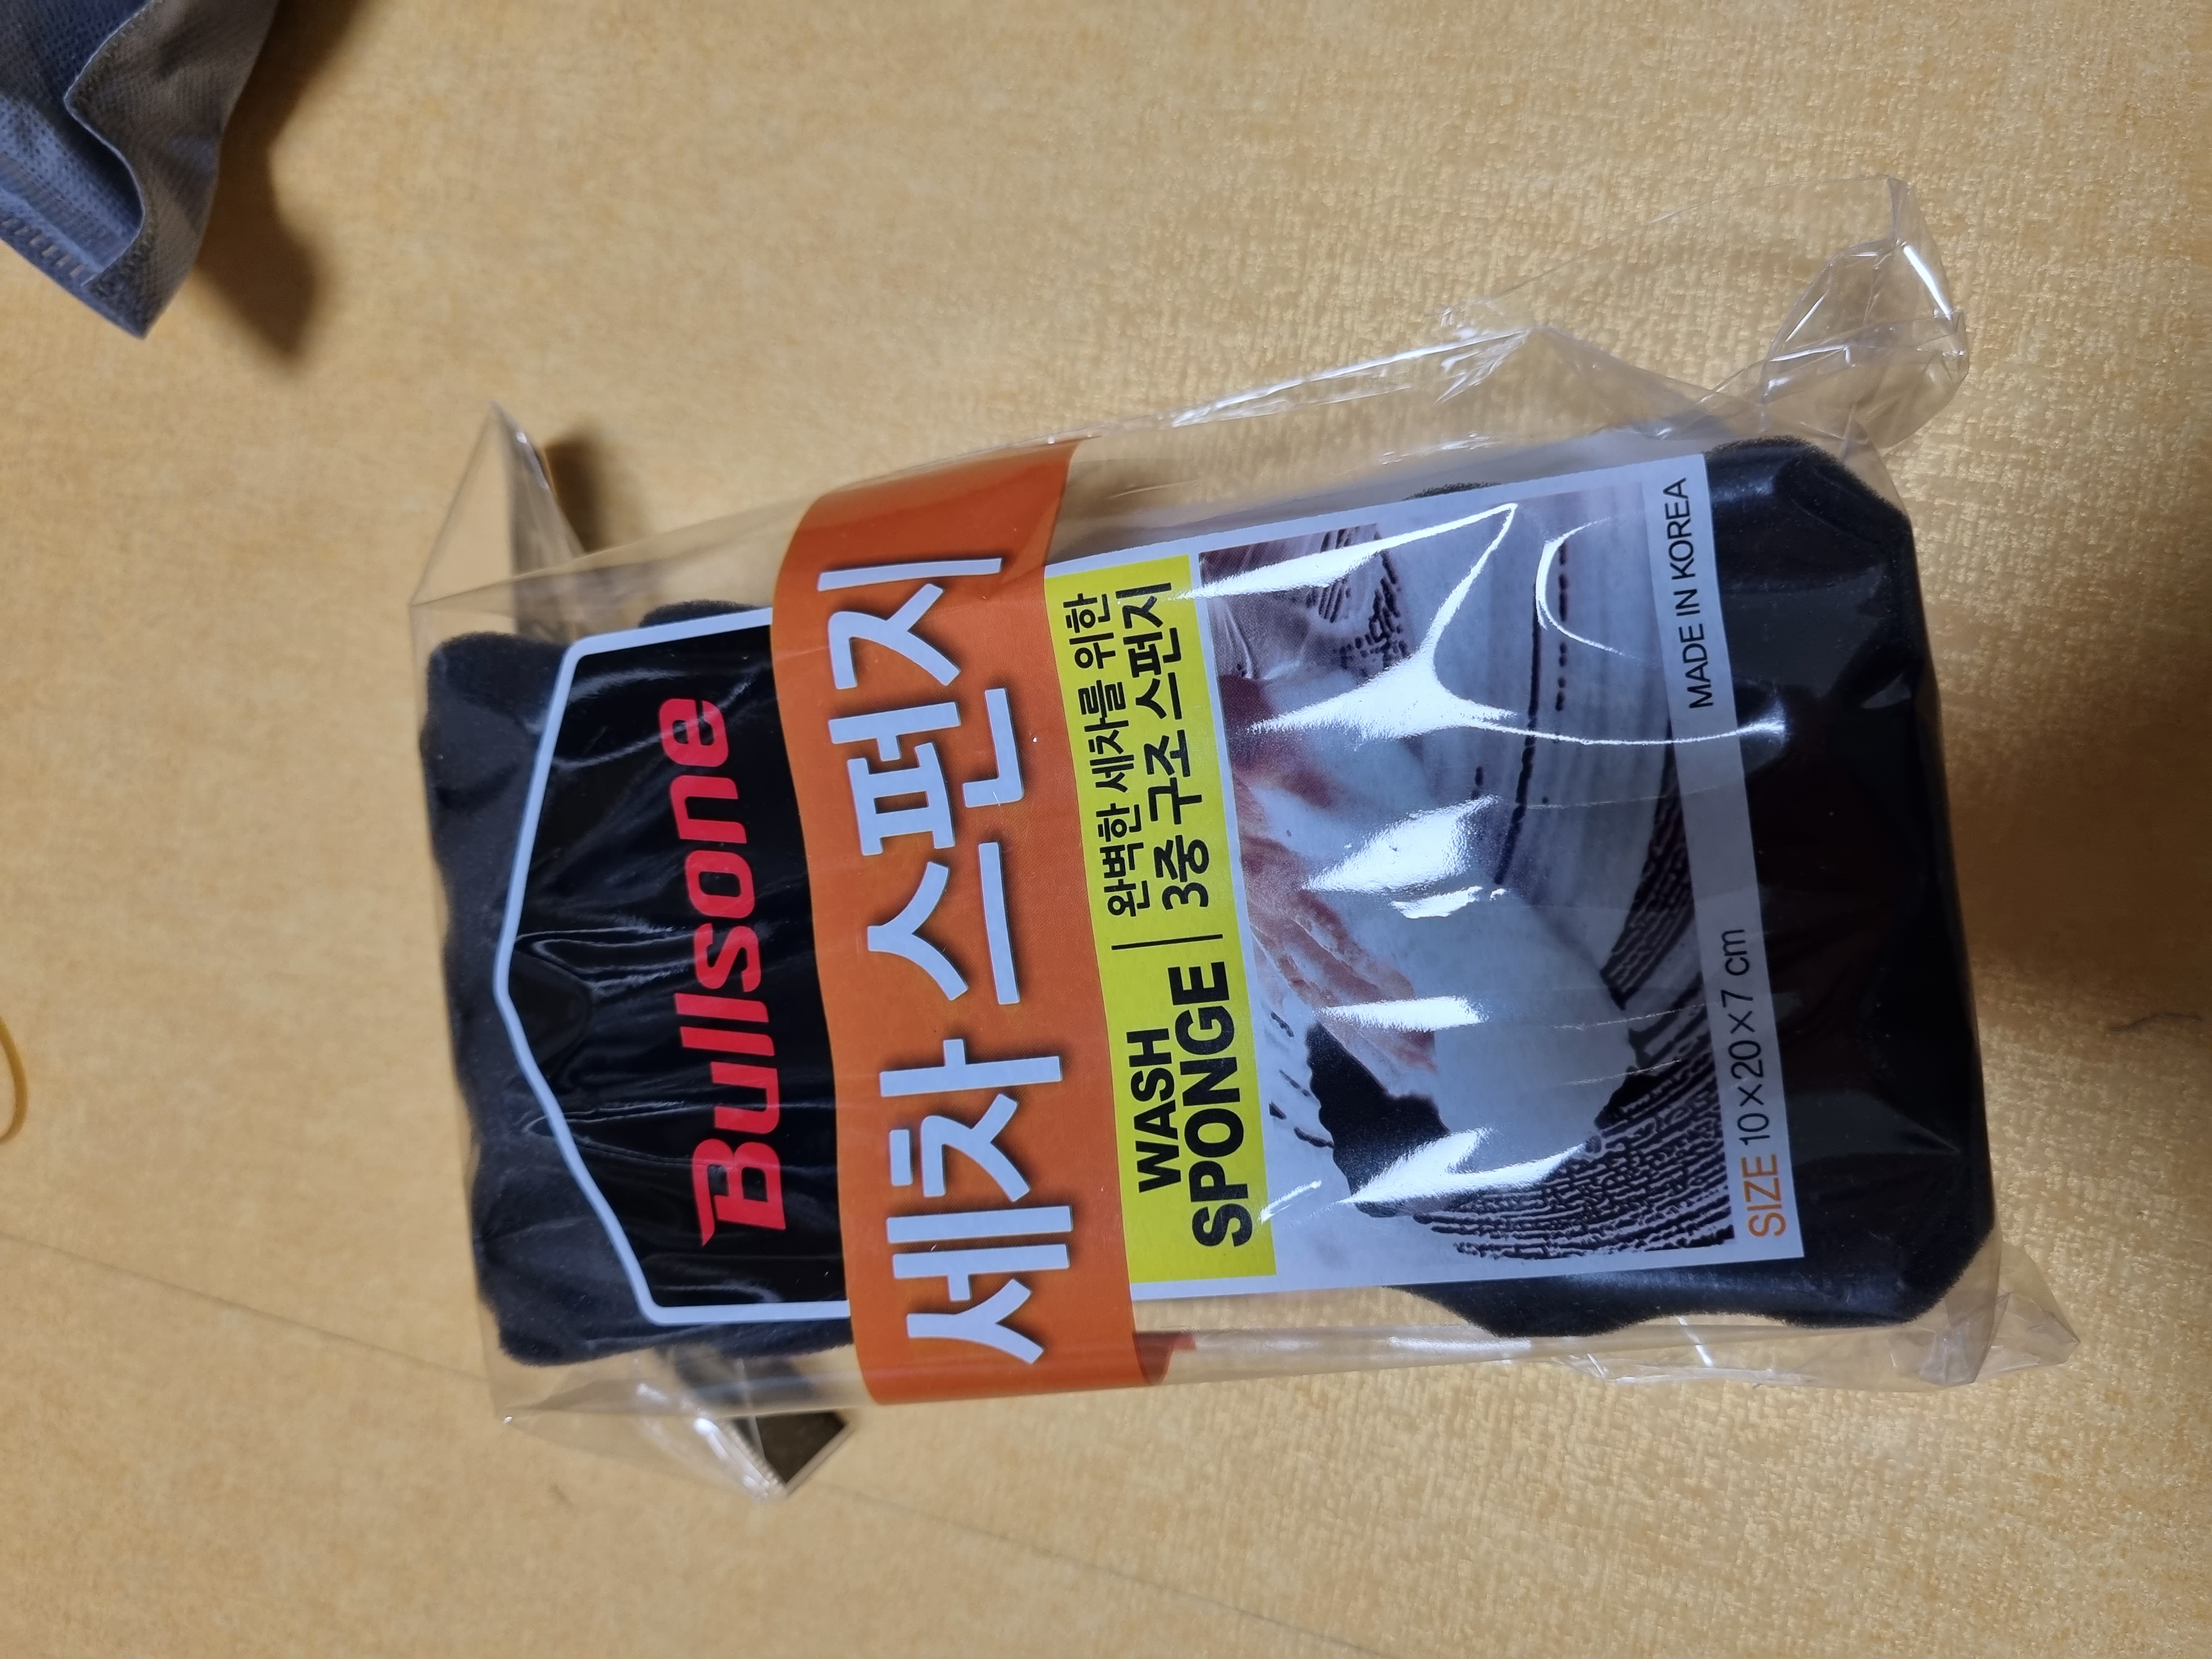 Bullsone
세차 스펀지
WASH
SPONGE
완벽한 세차를 위한
3중 구조 스펀지
SIZE 10×20×7 cm
MADE IN KOREA